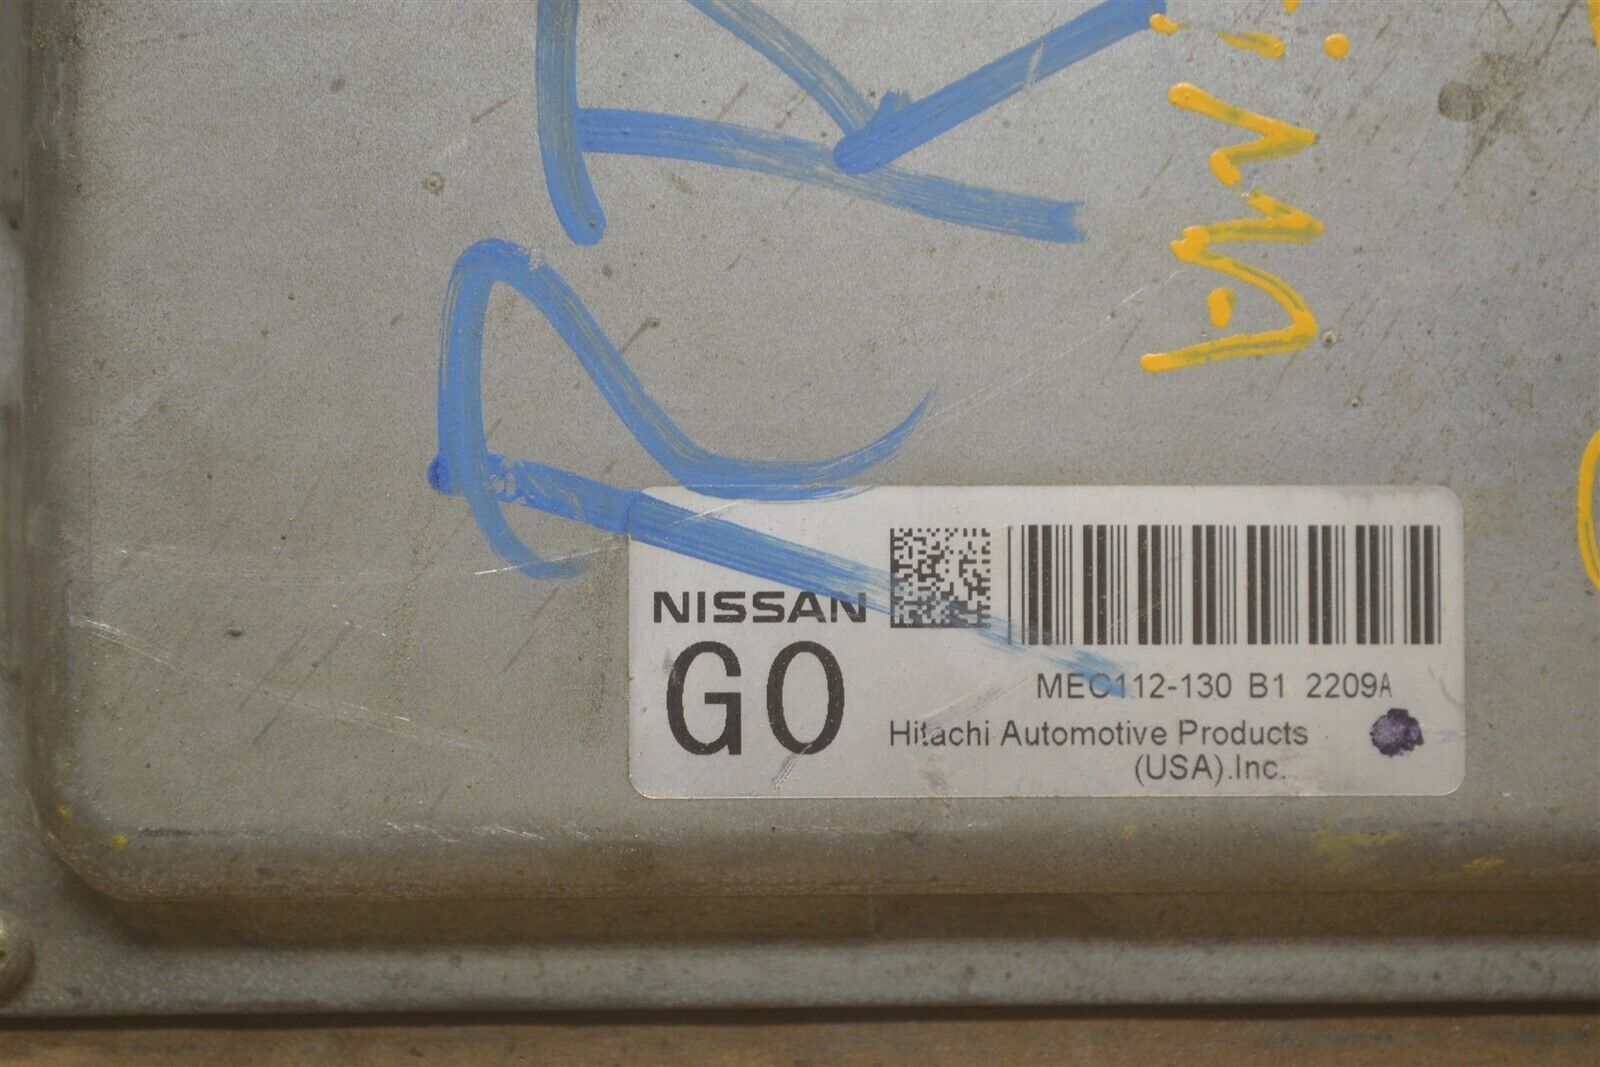 NISSAN
GO
MEC112-130 B1 2209A
Hitachi Automotive Products
(USA).Inc.